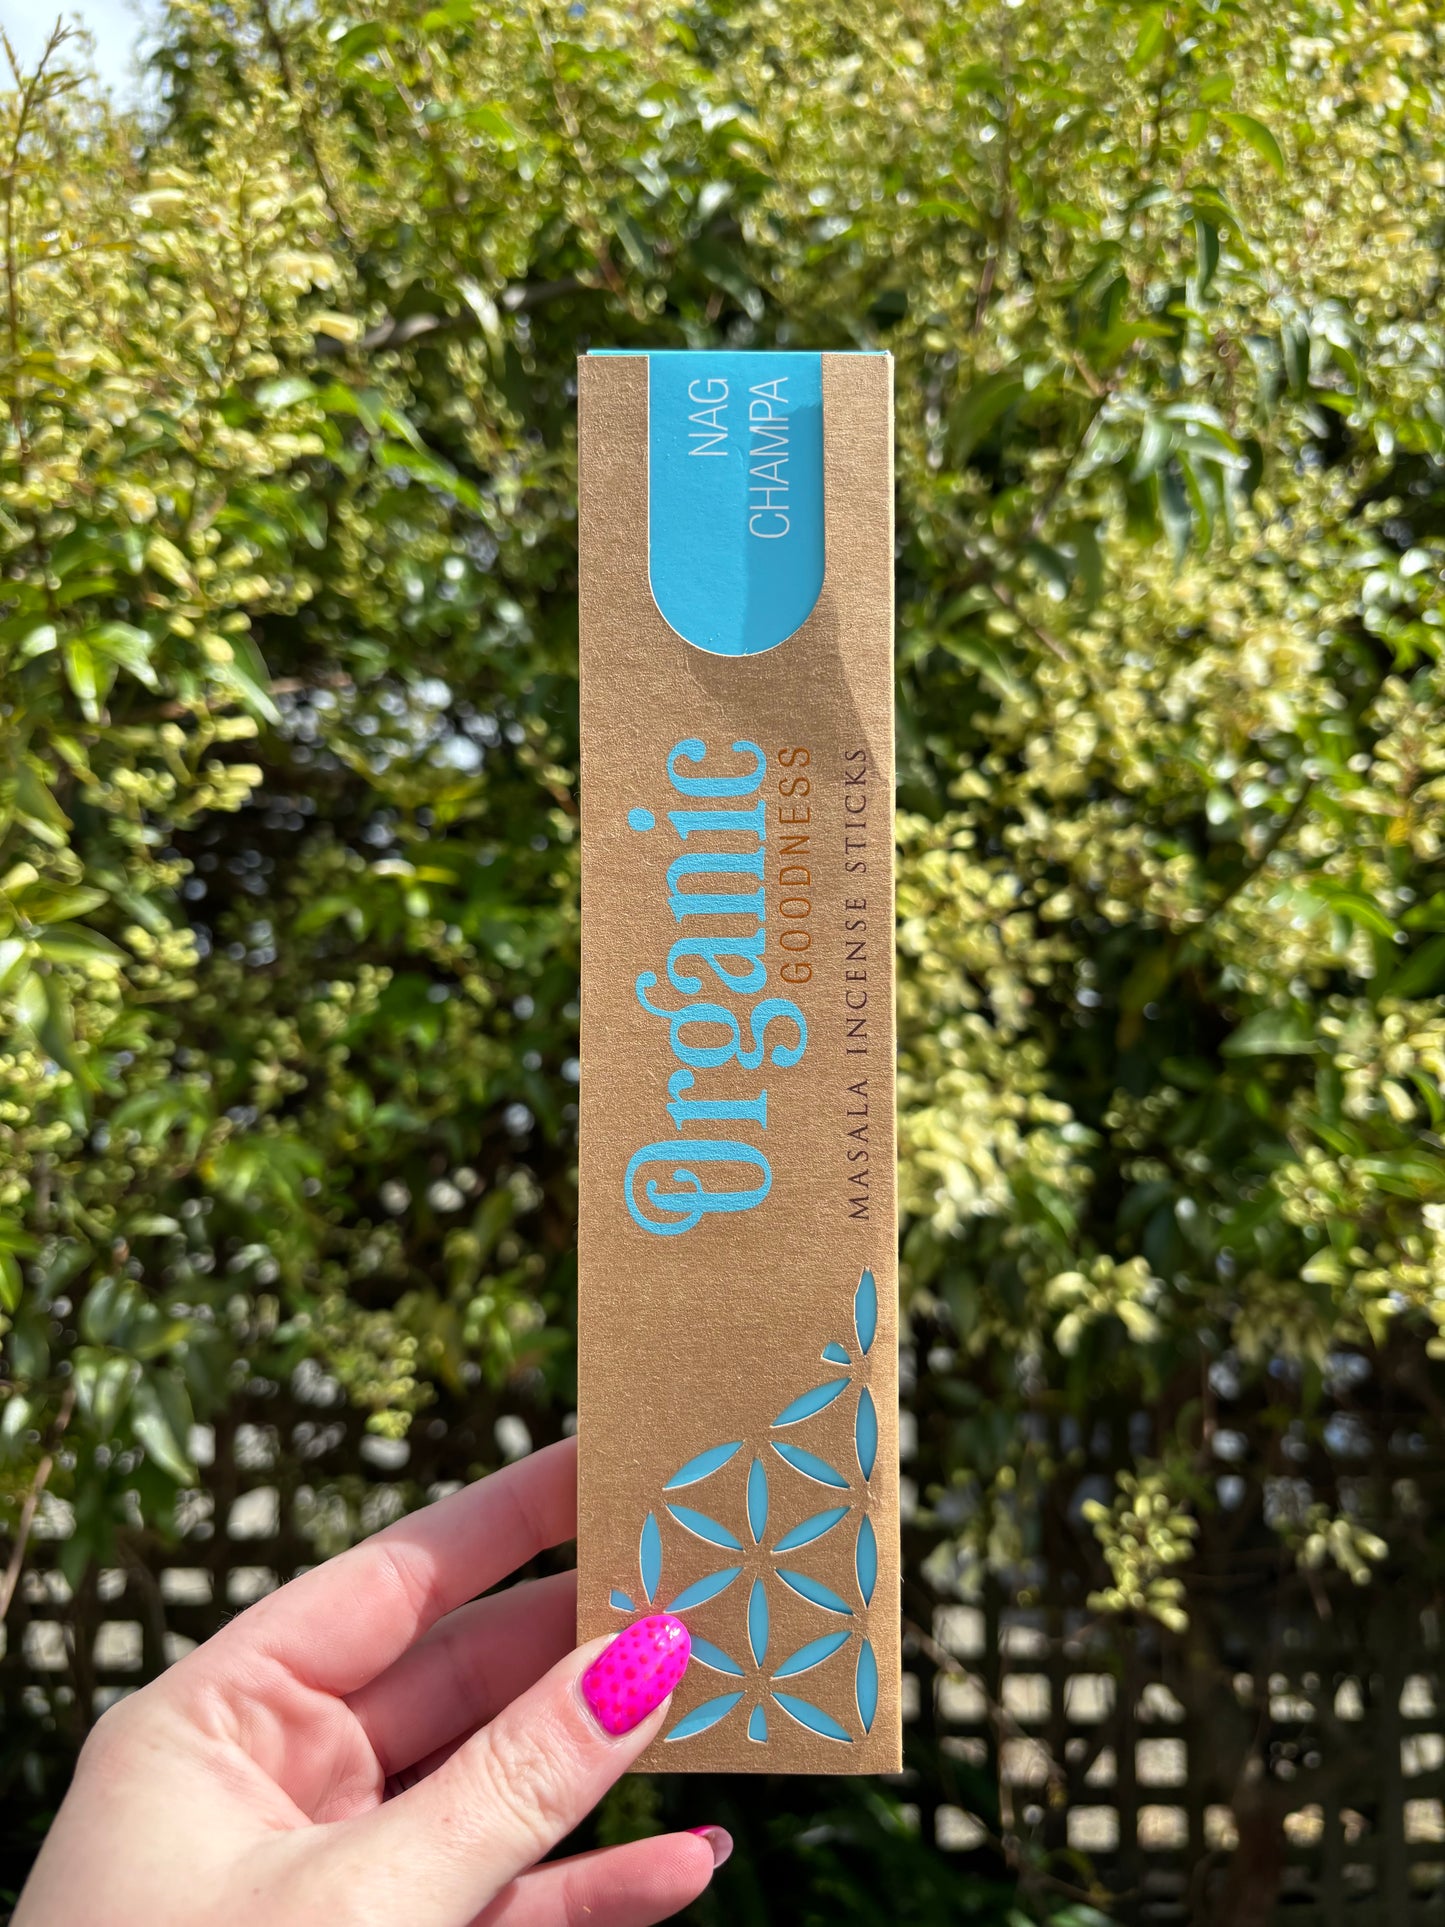 NAG
CHAMPA
Organic
GOODNESS
MASALA INCENSE STICKS